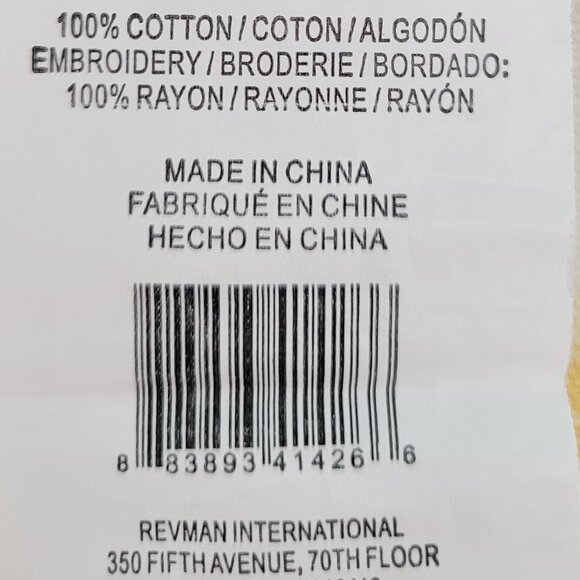 100% COTTON/COTON/ALGODÓN
EMBROIDERY/BRODERIE/BORDADO:
100% RAYON/RAYONNE/RAYÓN
MADE IN CHINA
FABRIQUÉ EN CHINE
HECHO EN CHINA
8 83893 41426 6
REVMAN INTERNATIONAL
350 FIFTH AVENUE, 70TH FLOOR